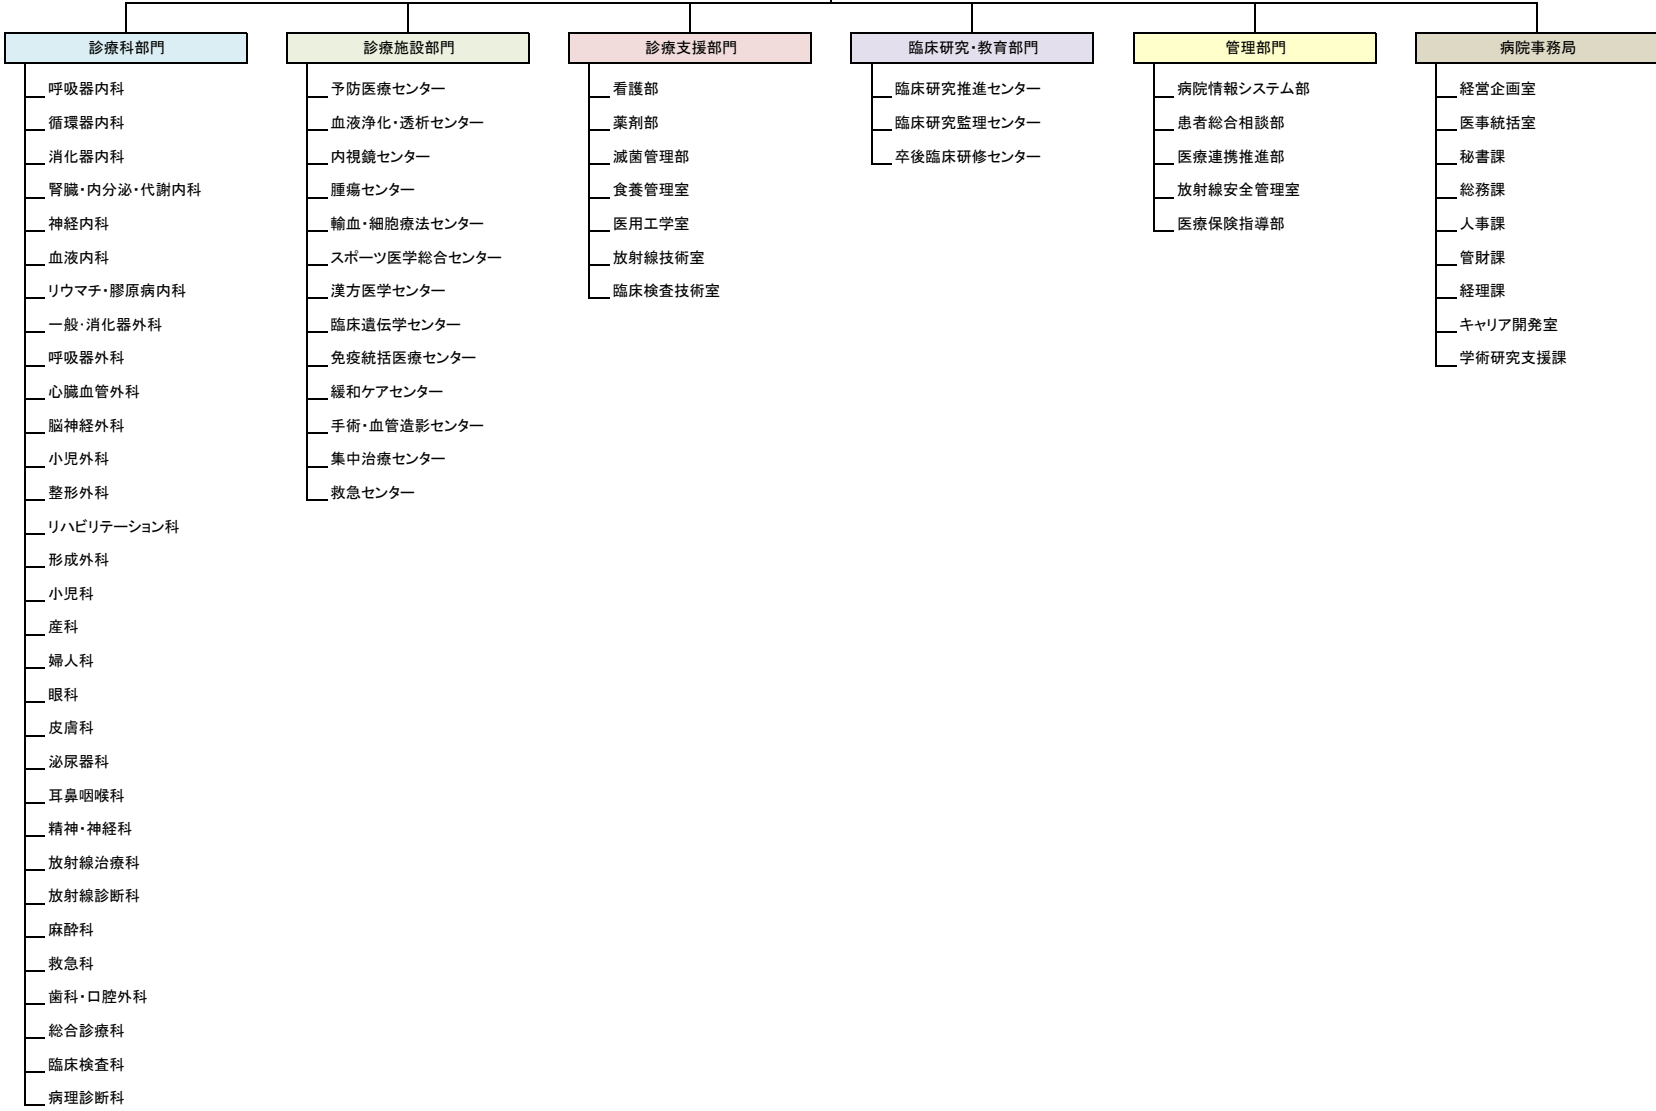 診療科部門
呼吸器内科
循環器内科
消化器内科
腎臓・内分泌・代謝内科
神経内科
血液内科
リウマチ・膠原病内科
一般・消化器外科
呼吸器外科
心臓血管外科
脳神経外科
小児外科
整形外科
リハビリテーション科
形成外科
小児科
産科
婦人科
眼科
皮膚科
泌尿器科
耳鼻咽喉科
精神・神経科
放射線治療科
放射線診断科
麻酔科
救急科
歯科・口腔外科
総合診療科
臨床検査科
病理診断科
診療施設部門
予防医療センター
血液浄化・透析センター
内視鏡センター
腫瘍センター
輸血・細胞療法センター
スポーツ医学総合センター
漢方医学センター
臨床遺伝学センター
免疫統括医療センター
緩和ケアセンター
手術・血管造影センター
集中治療センター
救急センター
診療支援部門
看護部
薬剤部
滅菌管理部
食養管理室
医用工学室
放射線技術室
臨床検査技術室
臨床研究・教育部門
臨床研究推進センター
臨床研究監理センター
卒後臨床研修センター
管理部門
病院情報システム部
患者総合相談部
医療連携推進部
放射線安全管理室
医療保険指導部
病院事務局
経営企画室
医事統括室
秘書課
総務課
人事課
管財課
経理課
キャリア開発室
学術研究支援課